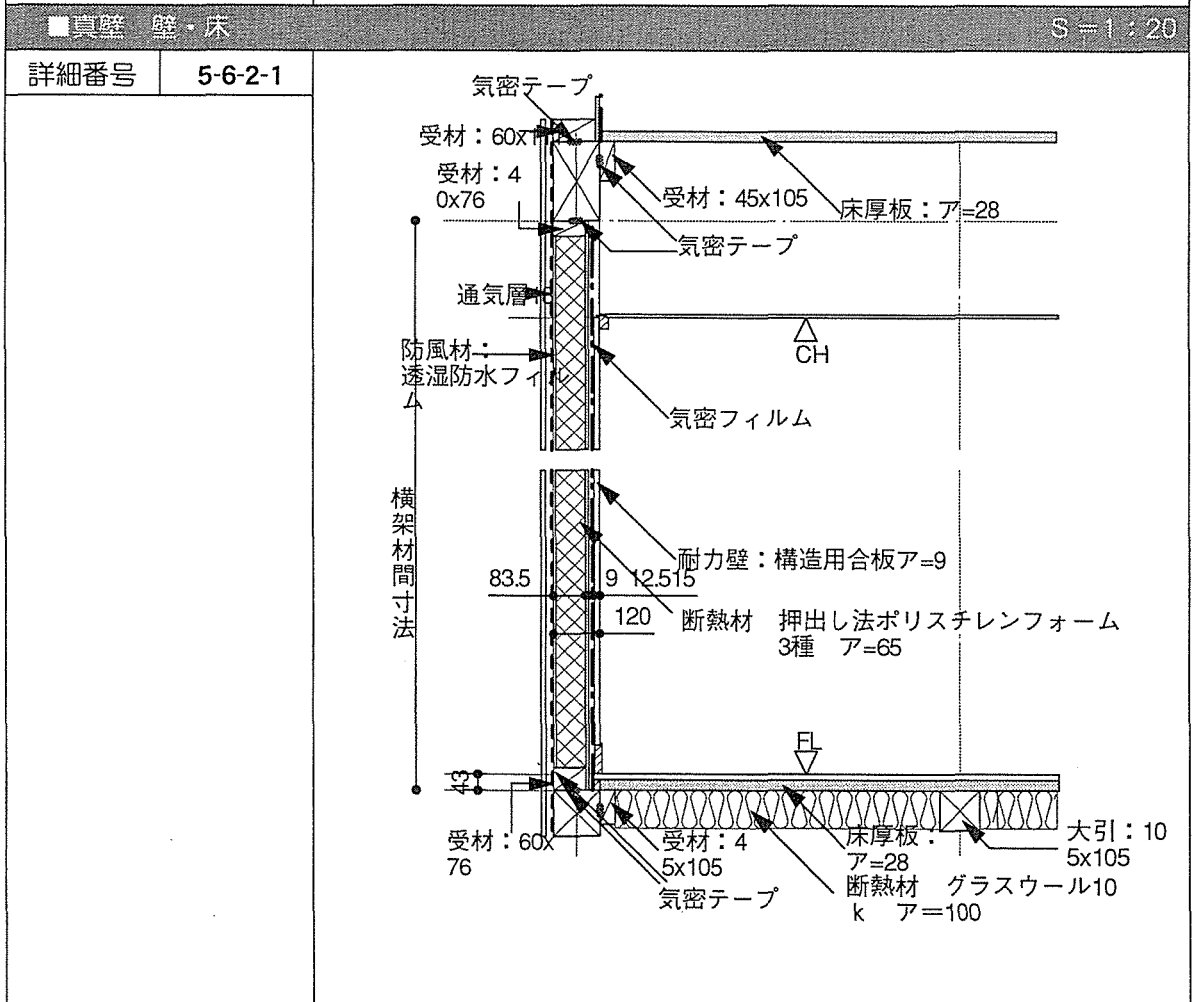 ■真壁 壁・床
S=1:20
詳細番号
5-6-2-1
気密テープ
受材:60x
受材:4
0x76
受材:45x105
床厚板:ア=28
気密テープ
通気層
CH
防風材:
透湿防水フィル
ム
気密フィルム
横架材間寸法
耐力壁:構造用合板ア=9
83.5
9
12.515
120
断熱材 押出し法ポリスチレンフォーム
3種 ア=65
FL
43
受材:60x
76
受材:4
5x105
気密テープ
床厚板:
ア=28
大引:10
5x105
断熱材 グラスウール10
k ア=100